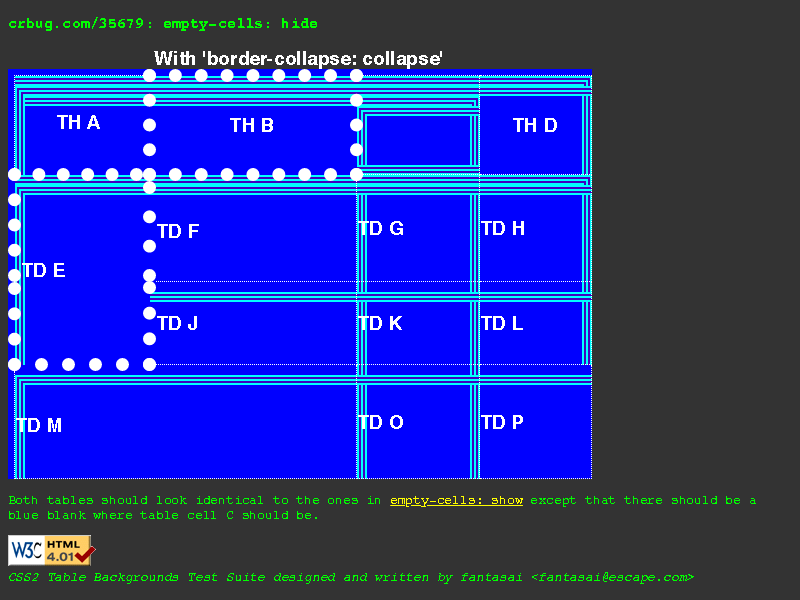 crbug.com/35679: empty-cells: hide
With 'border-collapse: collapse'
TH A
TH B
TH D
TD E
TD F
TD G
TD H
TD J
TD K
TD L
TD M
TD O
TD P
Both tables should look identical to the ones in empty-cells: show except that there should be a
blue blank where table cell C should be.
W3C HTML 4.01
CSS2 Table Backgrounds Test Suite designed and written by fantasai <fantasai@escape.com>